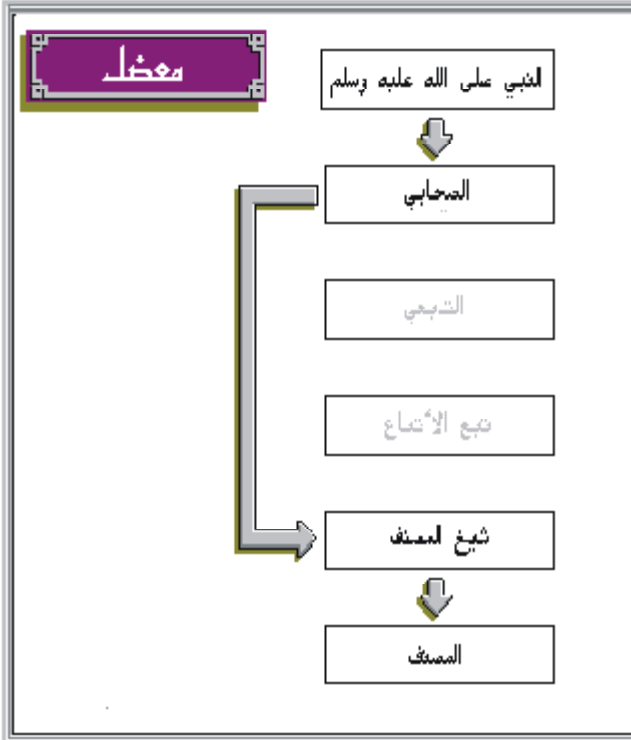 معضل
النبي صلى الله عليه وسلم
الصحابي
التابعي
تبع الأتباع
شيخ المصنف
المصنف